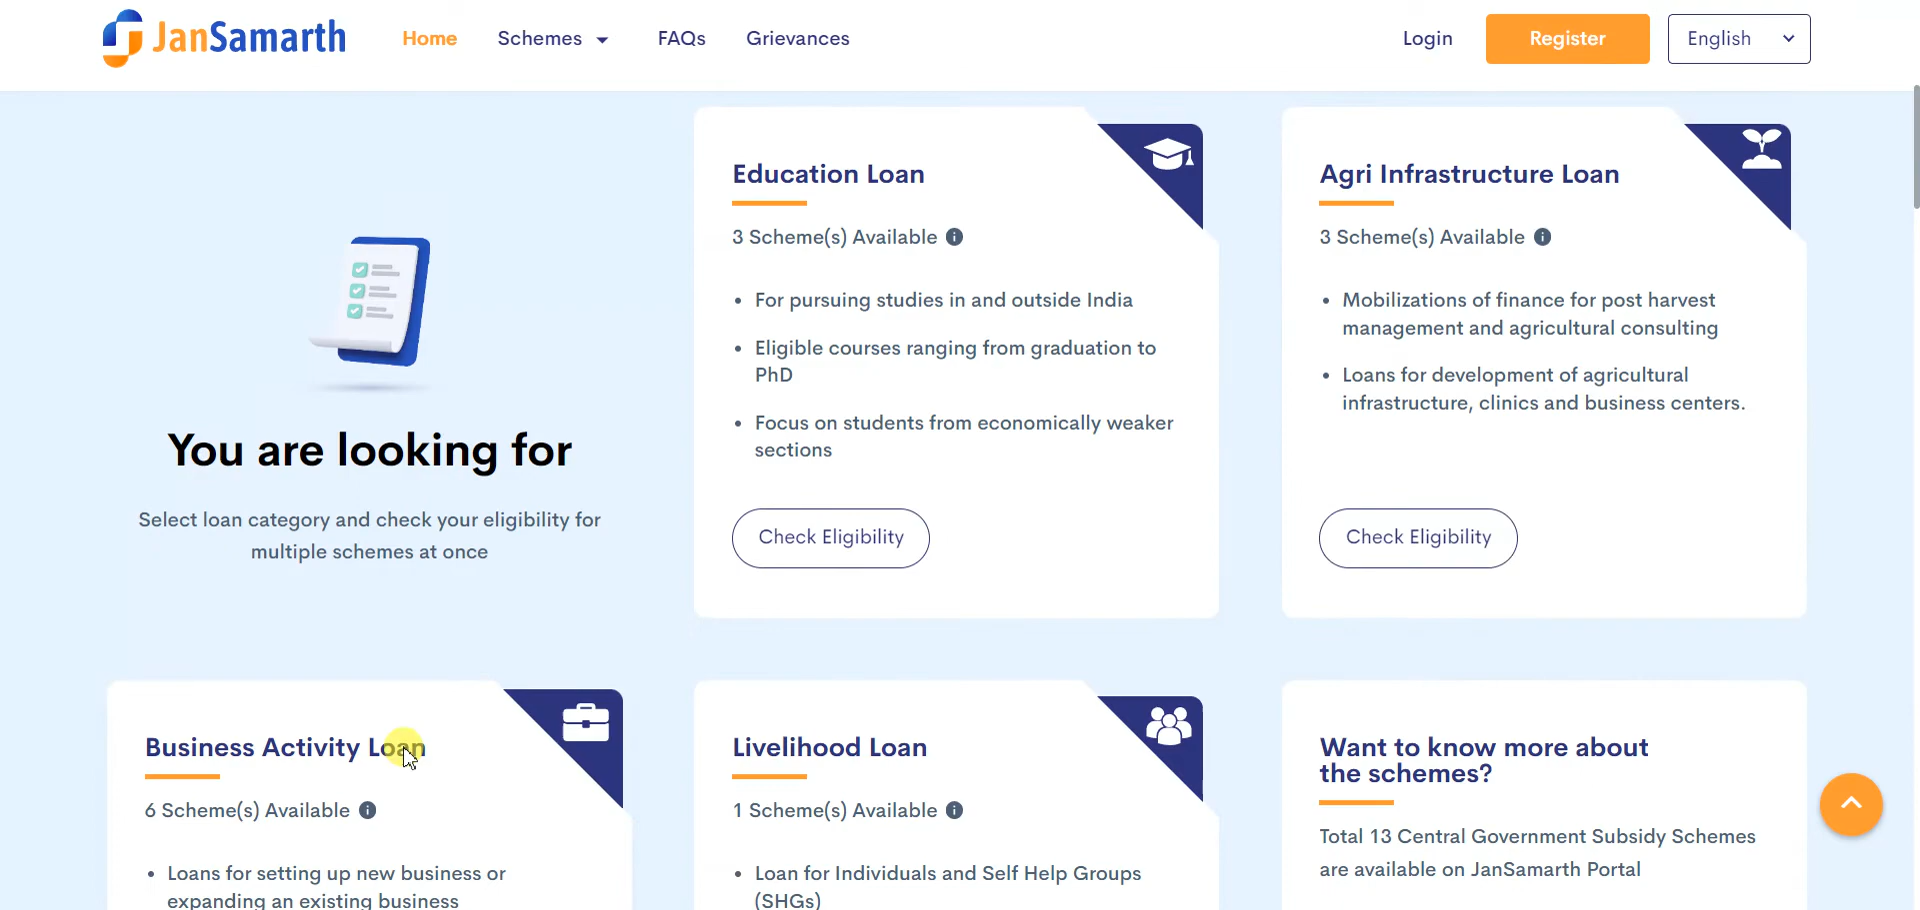 JanSamarth
Home
Schemes
FAQs
Grievances
Login
Register
English
You are looking for
Select loan category and check your eligibility for
multiple schemes at once
Education Loan
3 Scheme(s) Available
• For pursuing studies in and outside India
• Eligible courses ranging from graduation to
PhD
• Focus on students from economically weaker
sections
Check Eligibility
Agri Infrastructure Loan
3 Scheme(s) Available
• Mobilizations of finance for post harvest
management and agricultural consulting
• Loans for development of agricultural
infrastructure, clinics and business centers.
Check Eligibility
Business Activity Loan
6 Scheme(s) Available
• Loans for setting up new business or
expanding an existing business
Livelihood Loan
1 Scheme(s) Available
• Loan for Individuals and Self Help Groups
(SHGs)
Want to know more about
the schemes?
Total 13 Central Government Subsidy Schemes
are available on JanSamarth Portal